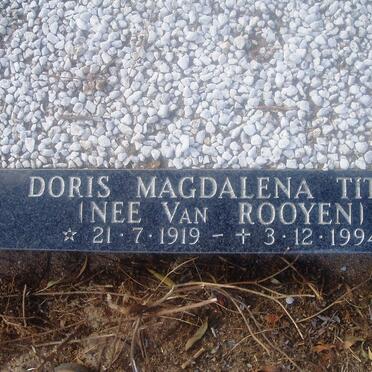 DORIS MAGDALENA
(NEE VAN ROOYEN)
☆ 21·7·1919 – ✝ 3·12·1994